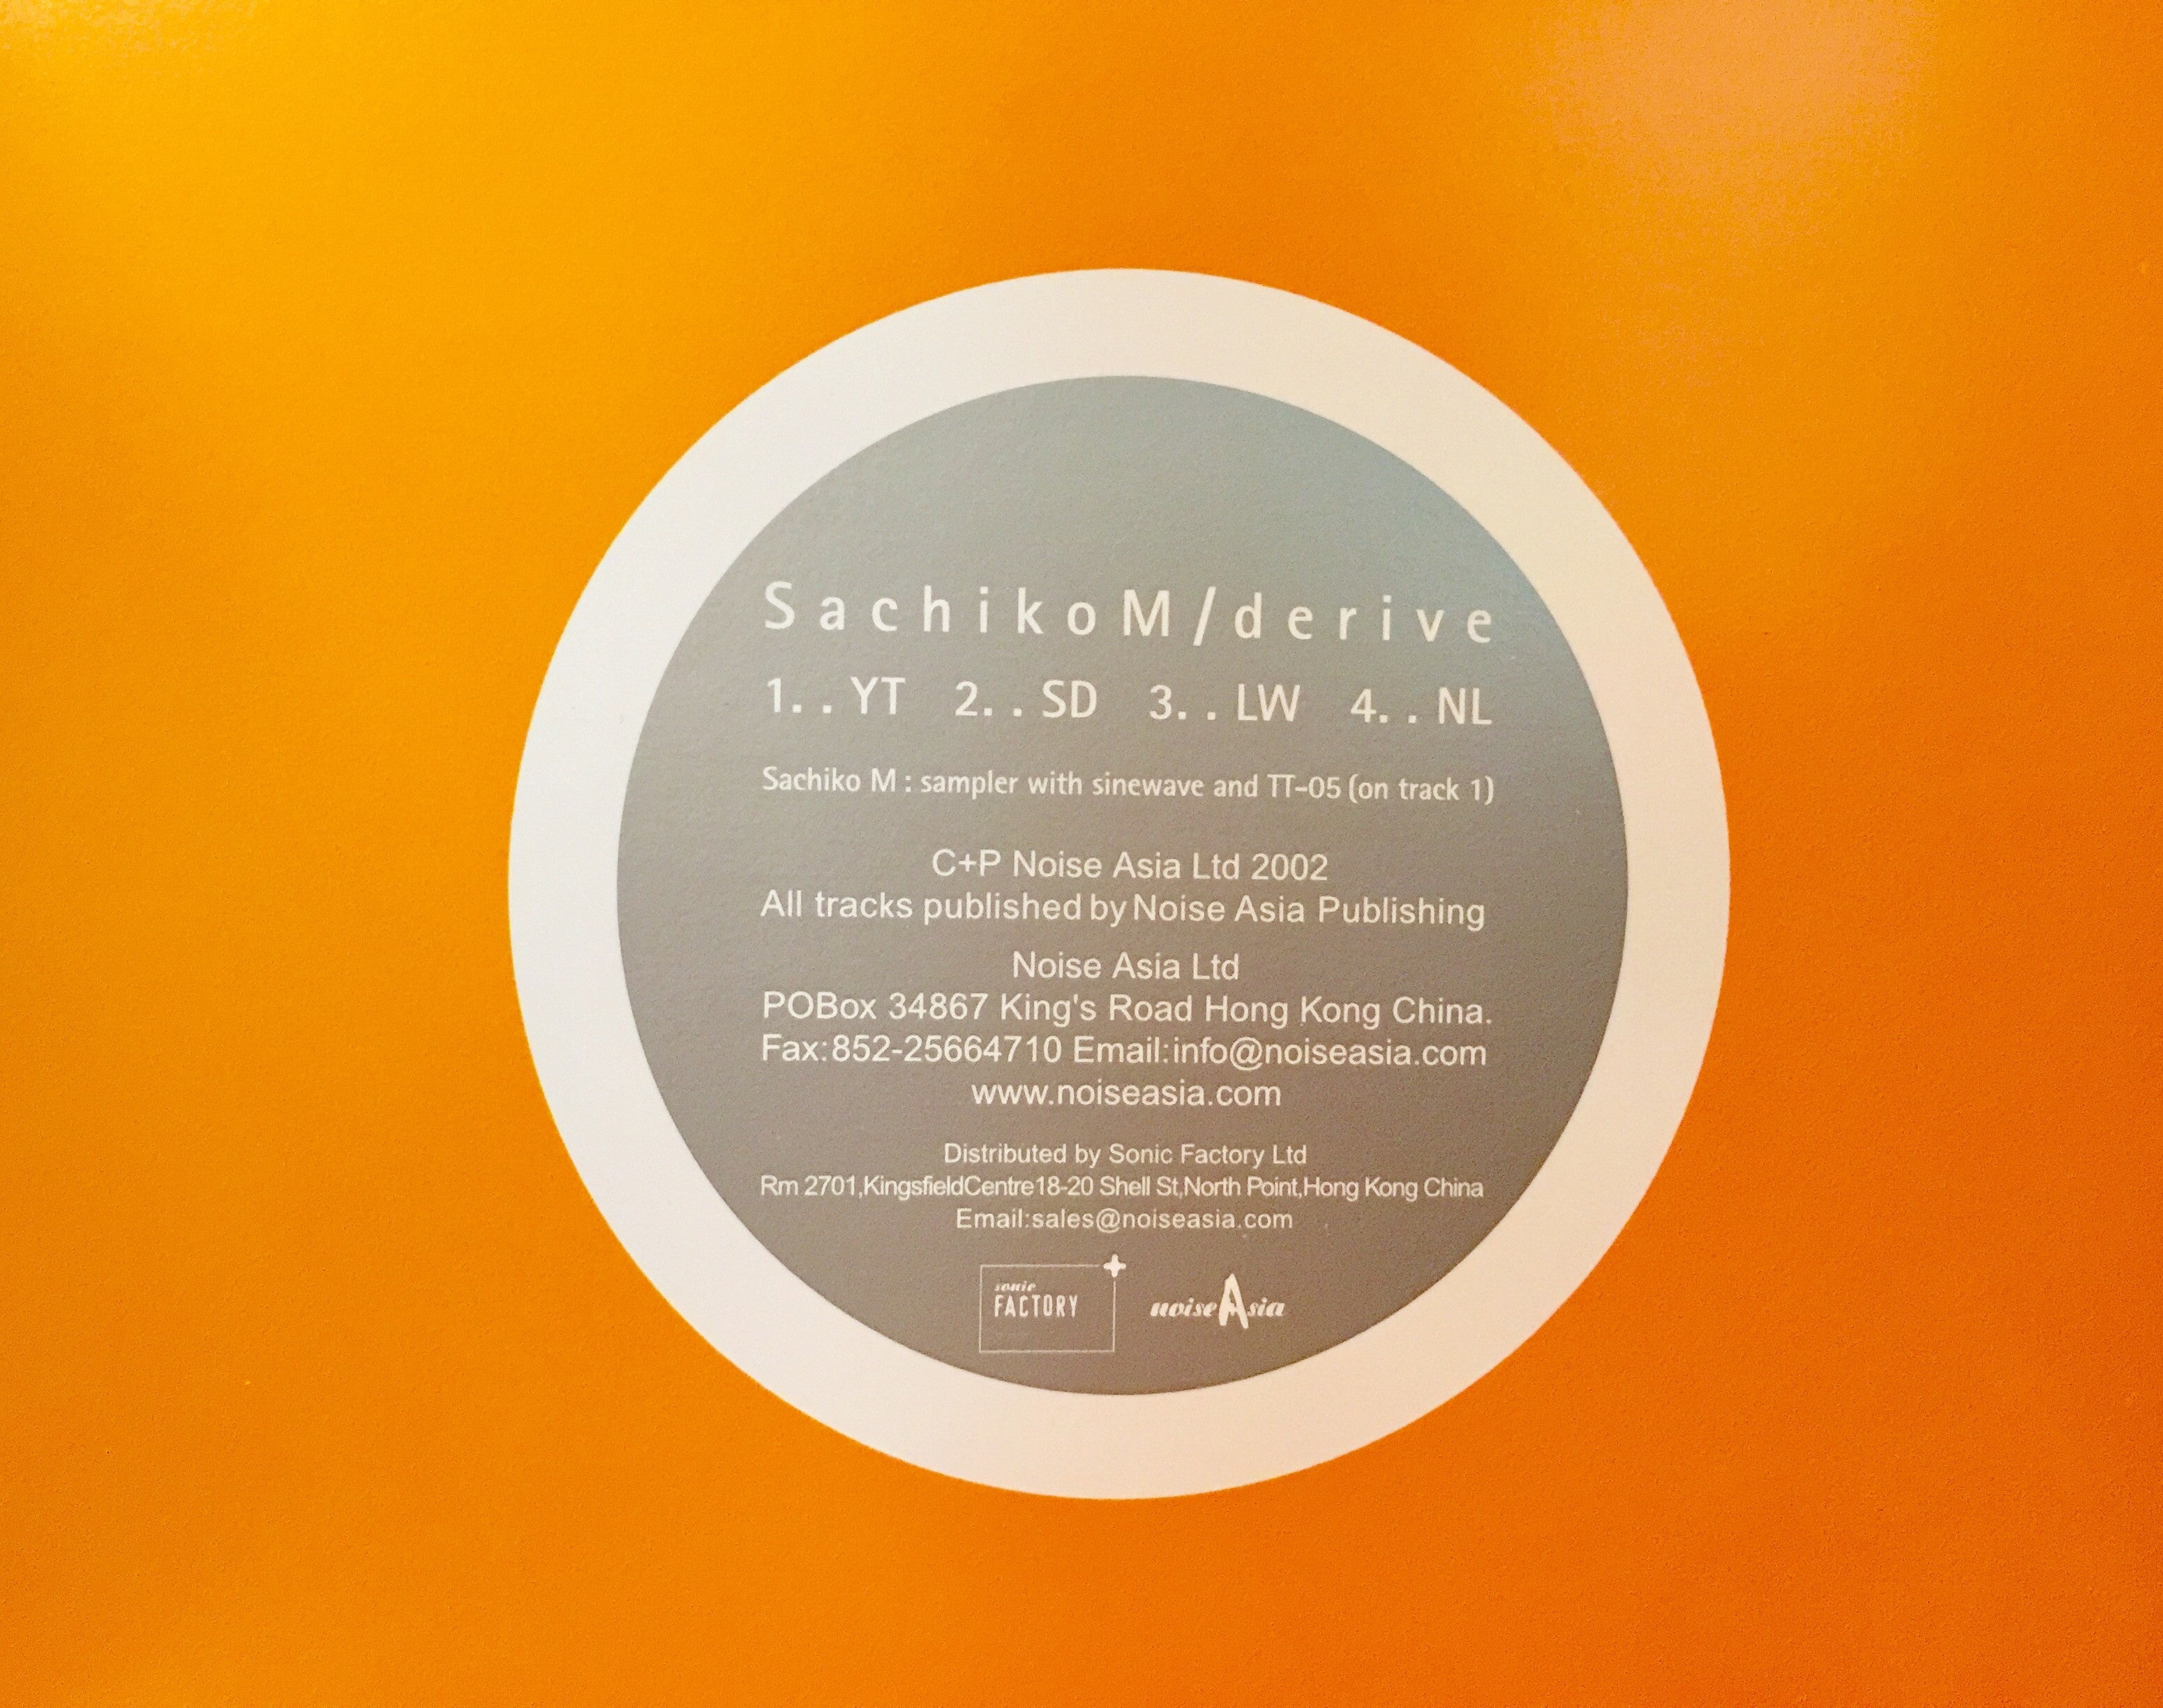 Sachiko M/derive
1. . YT 2. . SD 3. . LW 4. . NL
Sachiko M : sampler with sinewave and TT-05 (on track 1)
C+P Noise Asia Ltd 2002
All tracks published by Noise Asia Publishing
Noise Asia Ltd
POBox 34867 King's Road Hong Kong China.
Fax:852-25664710 Email:info@noiseasia.com
www.noiseasia.com
Distributed by Sonic Factory Ltd
Rm 2701,KingsfieldCentre18-20 Shell St,North Point,Hong Kong China
Email:sales@noiseasia.com
sonic
FACTORY
noiseAsia